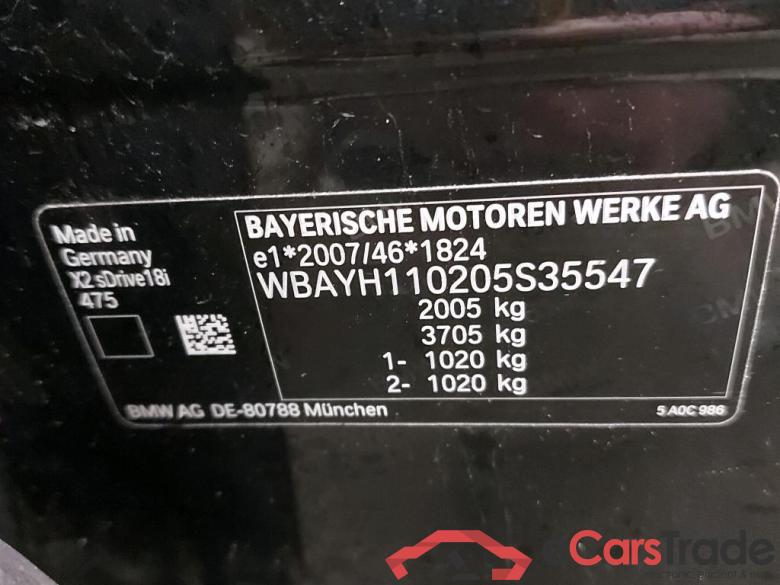 Made in
Germany
X2 sDrive18i
475
BAYERISCHE MOTOREN WERKE AG
e1*2007/46*1824
WBAYH110205S35547
2005 kg
3705 kg
1- 1020 kg
2- 1020 kg
BMW AG DE-80788 München
5 A0C 986
CarsTrade